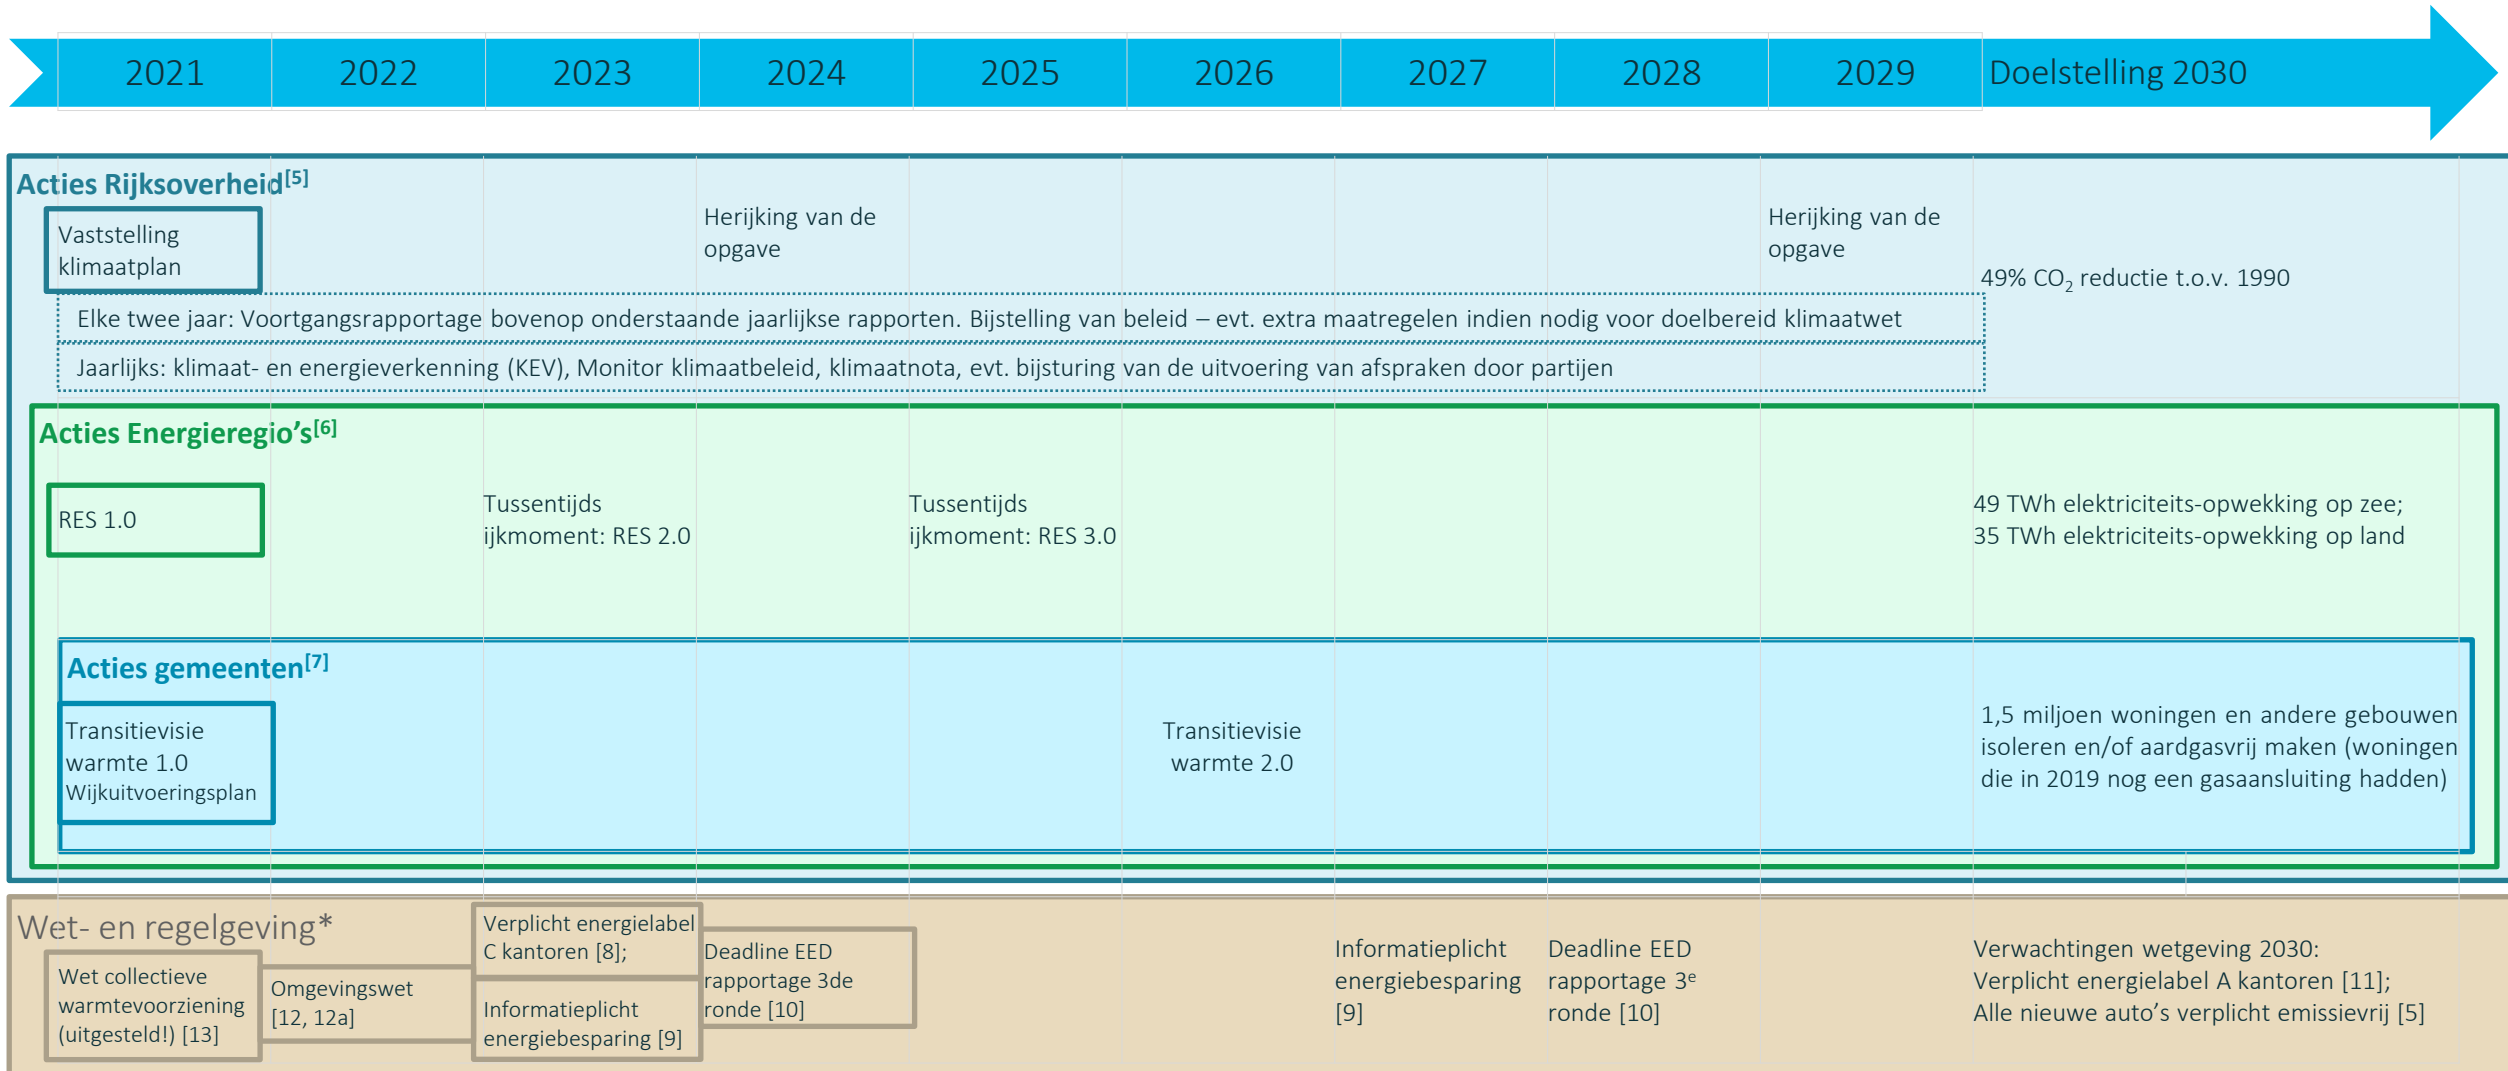 2021 2022 2023 2024 2025 2026 2027 2028 2029 Doelstelling 2030
Acties Rijksoverheid[5]
Vaststelling
klimaatplan
Herijking van de
opgave
Herijking van de
opgave
49% CO2 reductie t.o.v. 1990
Elke twee jaar: Voortgangsrapportage bovenop onderstaande jaarlijkse rapporten. Bijstelling van beleid – evt. extra maatregelen indien nodig voor doelbereid klimaatwet
Jaarlijks: klimaat- en energieverkenning (KEV), Monitor klimaatbeleid, klimaatnota, evt. bijsturing van de uitvoering van afspraken door partijen
Acties Energieregio’s[6]
RES 1.0
Tussentijds
ijkmoment: RES 2.0
Tussentijds
ijkmoment: RES 3.0
49 TWh elektriciteits-opwekking op zee;
35 TWh elektriciteits-opwekking op land
Acties gemeenten[7]
Transitievisie
warmte 1.0
Wijkuitvoeringsplan
Transitievisie
warmte 2.0
1,5 miljoen woningen en andere gebouwen
isoleren en/of aardgasvrij maken (woningen
die in 2019 nog een gasaansluiting hadden)
Wet- en regelgeving*
Wet collectieve
warmtevoorziening
(uitgesteld!) [13]
Omgevingswet
[12, 12a]
Verplicht energielabel
C kantoren [8];
Informatieplicht
energiebesparing [9]
Deadline EED
rapportage 3de
ronde [10]
Informatieplicht
energiebesparing
[9]
Deadline EED
rapportage 3e
ronde [10]
Verwachtingen wetgeving 2030:
Verplicht energielabel A kantoren [11];
Alle nieuwe auto’s verplicht emissievrij [5]